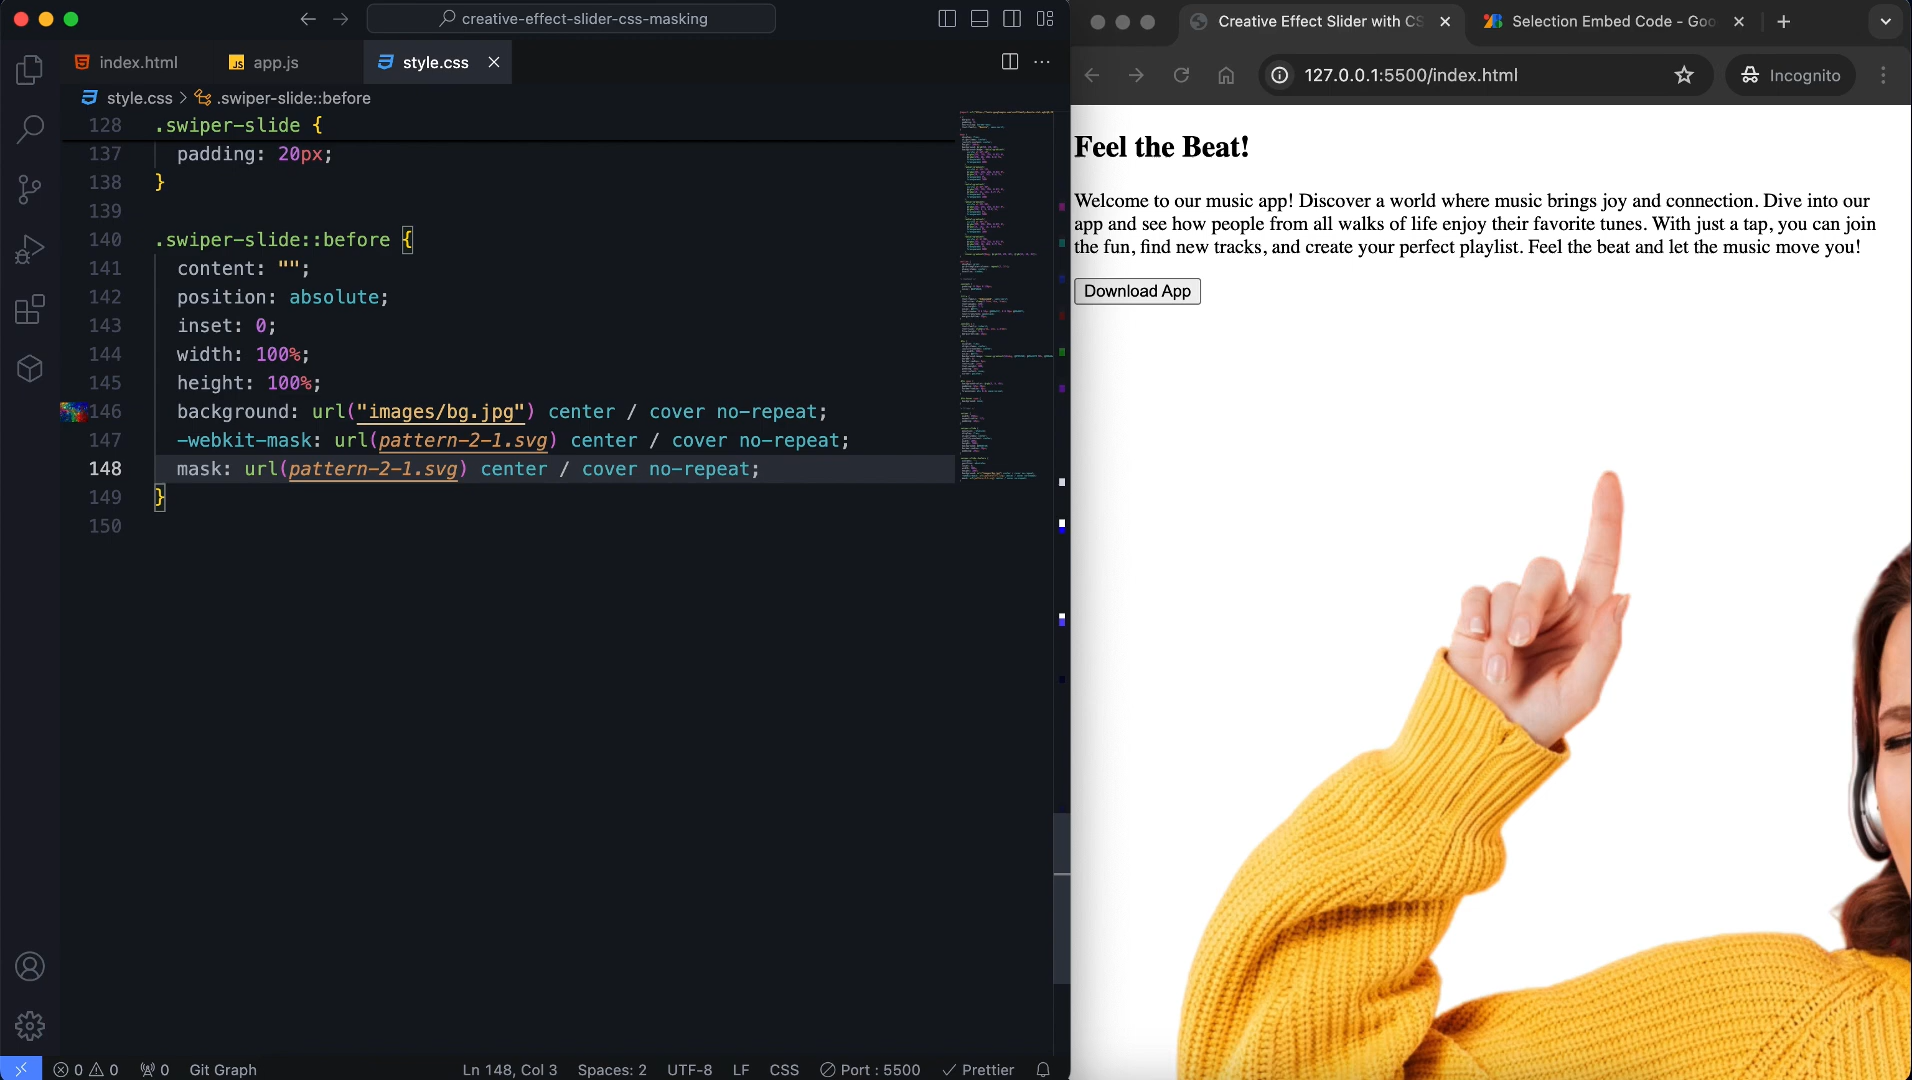 creative-effect-slider-css-masking
index.html
app.js
style.css
style.css > .swiper-slide::before
128 .swiper-slide {
137 padding: 20px;
138 }
139
140 .swiper-slide::before {
141 content: "";
142 position: absolute;
143 inset: 0;
144 width: 100%;
145 height: 100%;
146 background: url("images/bg.jpg") center / cover no-repeat;
147 -webkit-mask: url(pattern-2-1.svg) center / cover no-repeat;
148 mask: url(pattern-2-1.svg) center / cover no-repeat;
149 }
150
0 0 0 Git Graph Ln 148, Col 3 Spaces: 2 UTF-8 LF CSS Port : 5500 Prettier
Creative Effect Slider with CS
Selection Embed Code - Goo
127.0.0.1:5500/index.html
Incognito
Feel the Beat!
Welcome to our music app! Discover a world where music brings joy and connection. Dive into our
app and see how people from all walks of life enjoy their favorite tunes. With just a tap, you can join
the fun, find new tracks, and create your perfect playlist. Feel the beat and let the music move you!
Download App